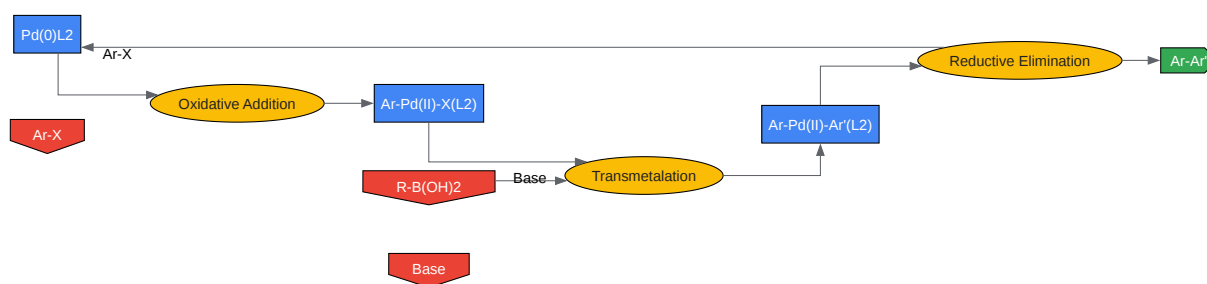 Pd(0)L2
Ar-X
Reductive Elimination
Ar-Ar'
Oxidative Addition
Ar-Pd(II)-X(L2)
Ar-Pd(II)-Ar'(L2)
Ar-X
R-B(OH)2
Base
Transmetalation
Base